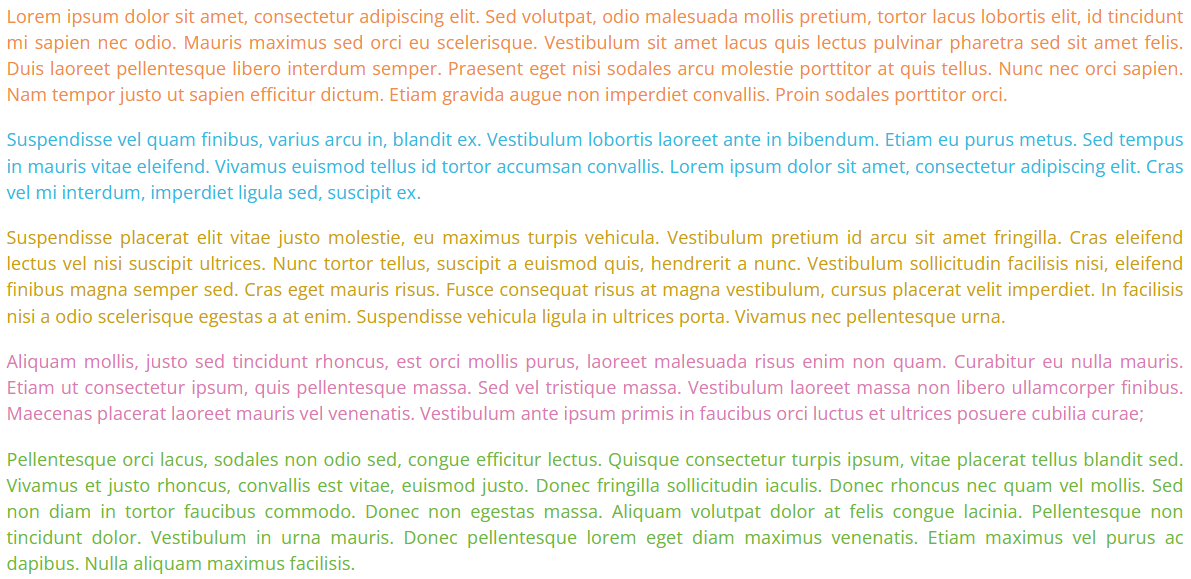 Lorem ipsum dolor sit amet, consectetur adipiscing elit. Sed volutpat, odio malesuada mollis pretium, tortor lacus lobortis elit, id tincidunt
mi sapien nec odio. Mauris maximus sed orci eu scelerisque. Vestibulum sit amet lacus quis lectus pulvinar pharetra sed sit amet felis.
Duis laoreet pellentesque libero interdum semper. Praesent eget nisi sodales arcu molestie porttitor at quis tellus. Nunc nec orci sapien.
Nam tempor justo ut sapien efficitur dictum. Etiam gravida augue non imperdiet convallis. Proin sodales porttitor orci.
Suspendisse vel quam finibus, varius arcu in, blandit ex. Vestibulum lobortis laoreet ante in bibendum. Etiam eu purus metus. Sed tempus
in mauris vitae eleifend. Vivamus euismod tellus id tortor accumsan convallis. Lorem ipsum dolor sit amet, consectetur adipiscing elit. Cras
vel mi interdum, imperdiet ligula sed, suscipit ex.
Suspendisse placerat elit vitae justo molestie, eu maximus turpis vehicula. Vestibulum pretium id arcu sit amet fringilla. Cras eleifend
lectus vel nisi suscipit ultrices. Nunc tortor tellus, suscipit a euismod quis, hendrerit a nunc. Vestibulum sollicitudin facilisis nisi, eleifend
finibus magna semper sed. Cras eget mauris risus. Fusce consequat risus at magna vestibulum, cursus placerat velit imperdiet. In facilisis
nisi a odio scelerisque egestas a at enim. Suspendisse vehicula ligula in ultrices porta. Vivamus nec pellentesque urna.
Aliquam mollis, justo sed tincidunt rhoncus, est orci mollis purus, laoreet malesuada risus enim non quam. Curabitur eu nulla mauris.
Etiam ut consectetur ipsum, quis pellentesque massa. Sed vel tristique massa. Vestibulum laoreet massa non libero ullamcorper finibus.
Maecenas placerat laoreet mauris vel venenatis. Vestibulum ante ipsum primis in faucibus orci luctus et ultrices posuere cubilia curae;
Pellentesque orci lacus, sodales non odio sed, congue efficitur lectus. Quisque consectetur turpis ipsum, vitae placerat tellus blandit sed.
Vivamus et justo rhoncus, convallis est vitae, euismod justo. Donec fringilla sollicitudin iaculis. Donec rhoncus nec quam vel mollis. Sed
non diam in tortor faucibus commodo. Donec non egestas massa. Aliquam volutpat dolor at felis congue lacinia. Pellentesque non
tincidunt dolor. Vestibulum in urna mauris. Donec pellentesque lorem eget diam maximus venenatis. Etiam maximus vel purus ac
dapibus. Nulla aliquam maximus facilisis.